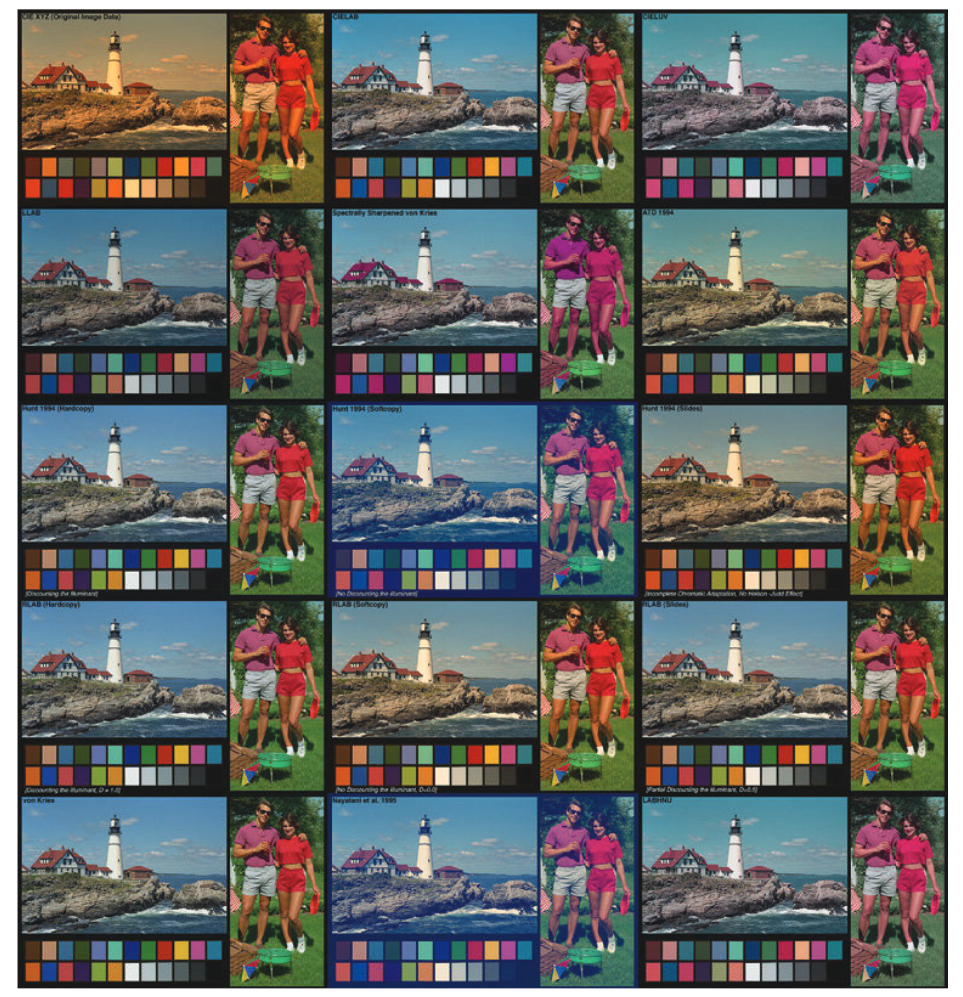 CIE XYZ (Original Image Data)
CIELAB
CIELUV
LLAB
Spectrally Sharpened von Kries
ATD 1994
Hunt 1994 (Hardcopy)
Hunt 1994 (Softcopy)
Hunt 1994 (Slides)
[Discounting the Illuminant]
[No Discounting the Illuminant]
[Incomplete Chromatic Adaptation, No Helson-Judd Effect]
RLAB (Hardcopy)
RLAB (Softcopy)
RLAB (Slides)
[Discounting the Illuminant, D = 1.0]
[No Discounting the Illuminant, D=0.0]
[Partial Discounting the Illuminant, D=0.5]
von Kries
Nayatani et al. 1995
LABHNU